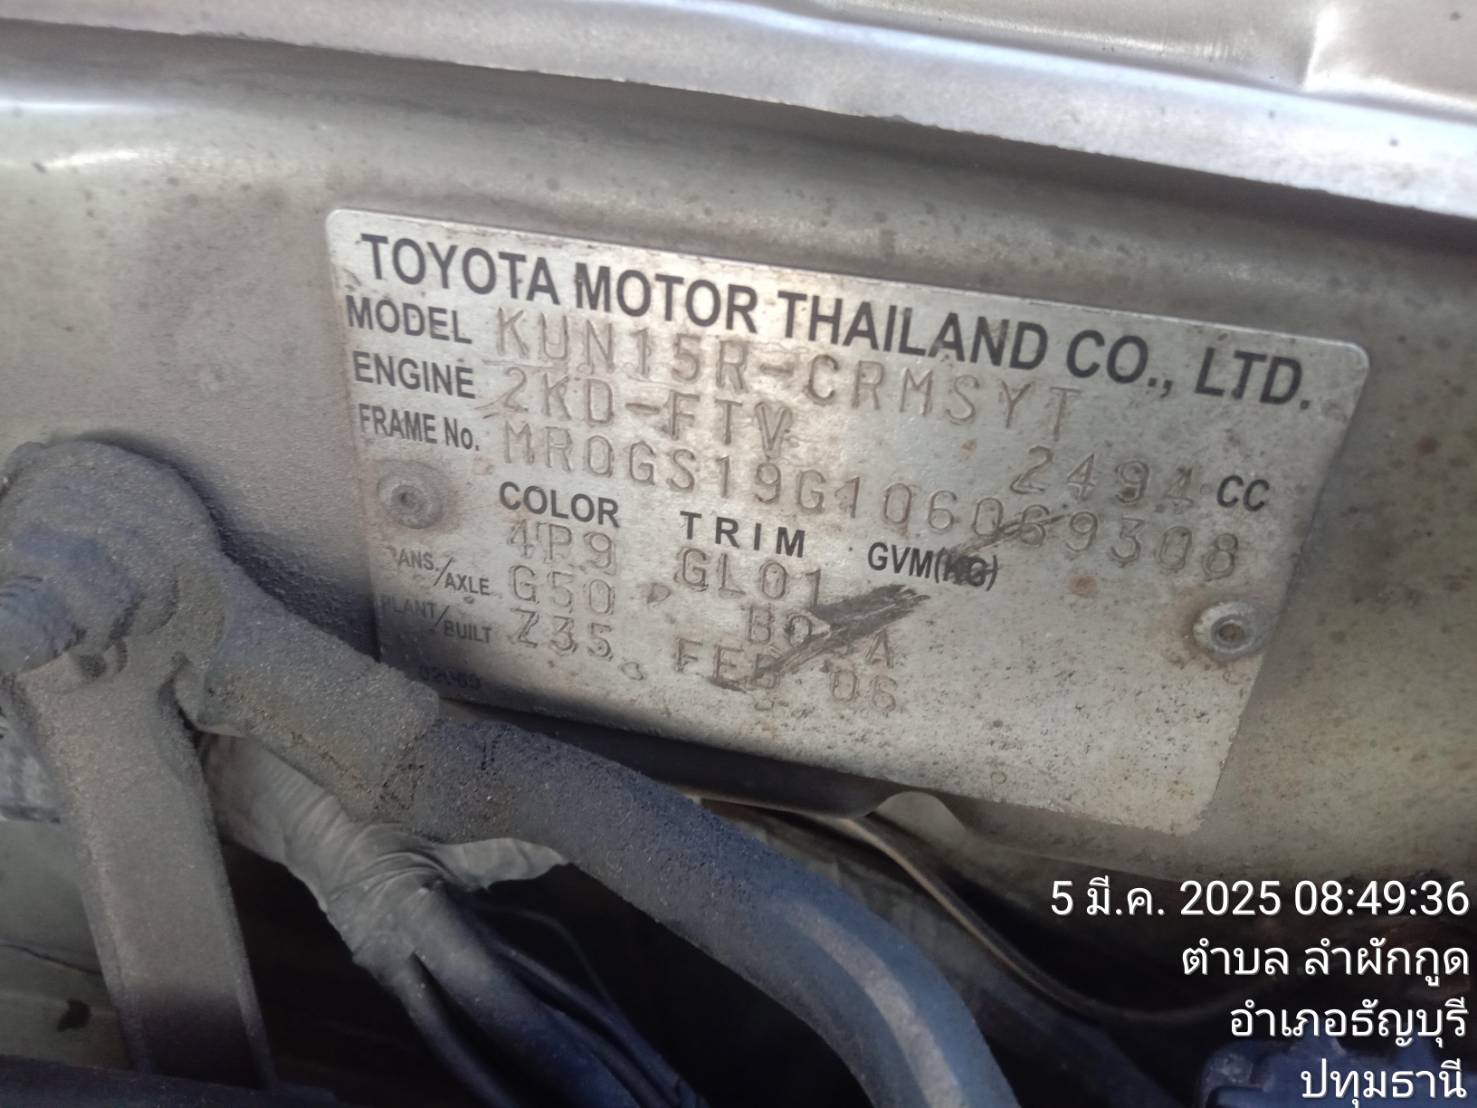 TOYOTA MOTOR THAILAND CO., LTD.
MODEL KUN15R-CRMSYT
ENGINE 2KD-FTV 2494 CC
FRAME No. MR0GS19G106069308
COLOR TRIM GVM(KG)
4P9 GL01
TRANS./AXLE G50
PLANT/BUILT Z35 FEB 06
5 มี.ค. 2025 08:49:36
ตำบล ลำผักกูด
อำเภอธัญบุรี
ปทุมธานี